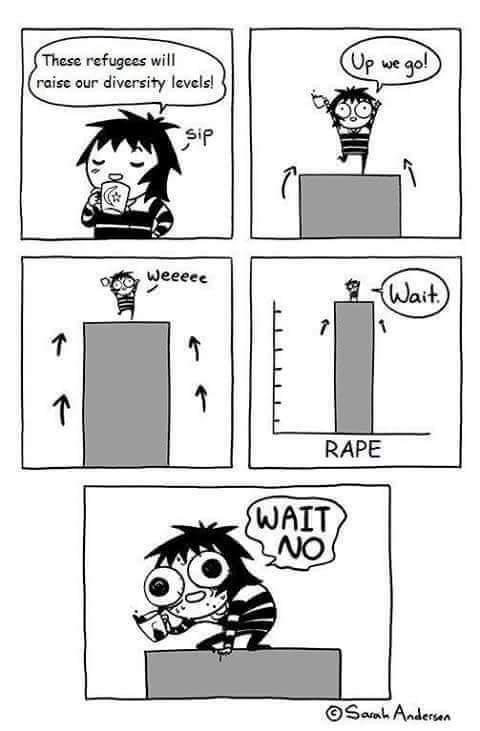 These refugees will
raise our diversity levels!
sip
Up we go!
Weeeee
Wait.
RAPE
WAIT
NO
© Sarah Andersen